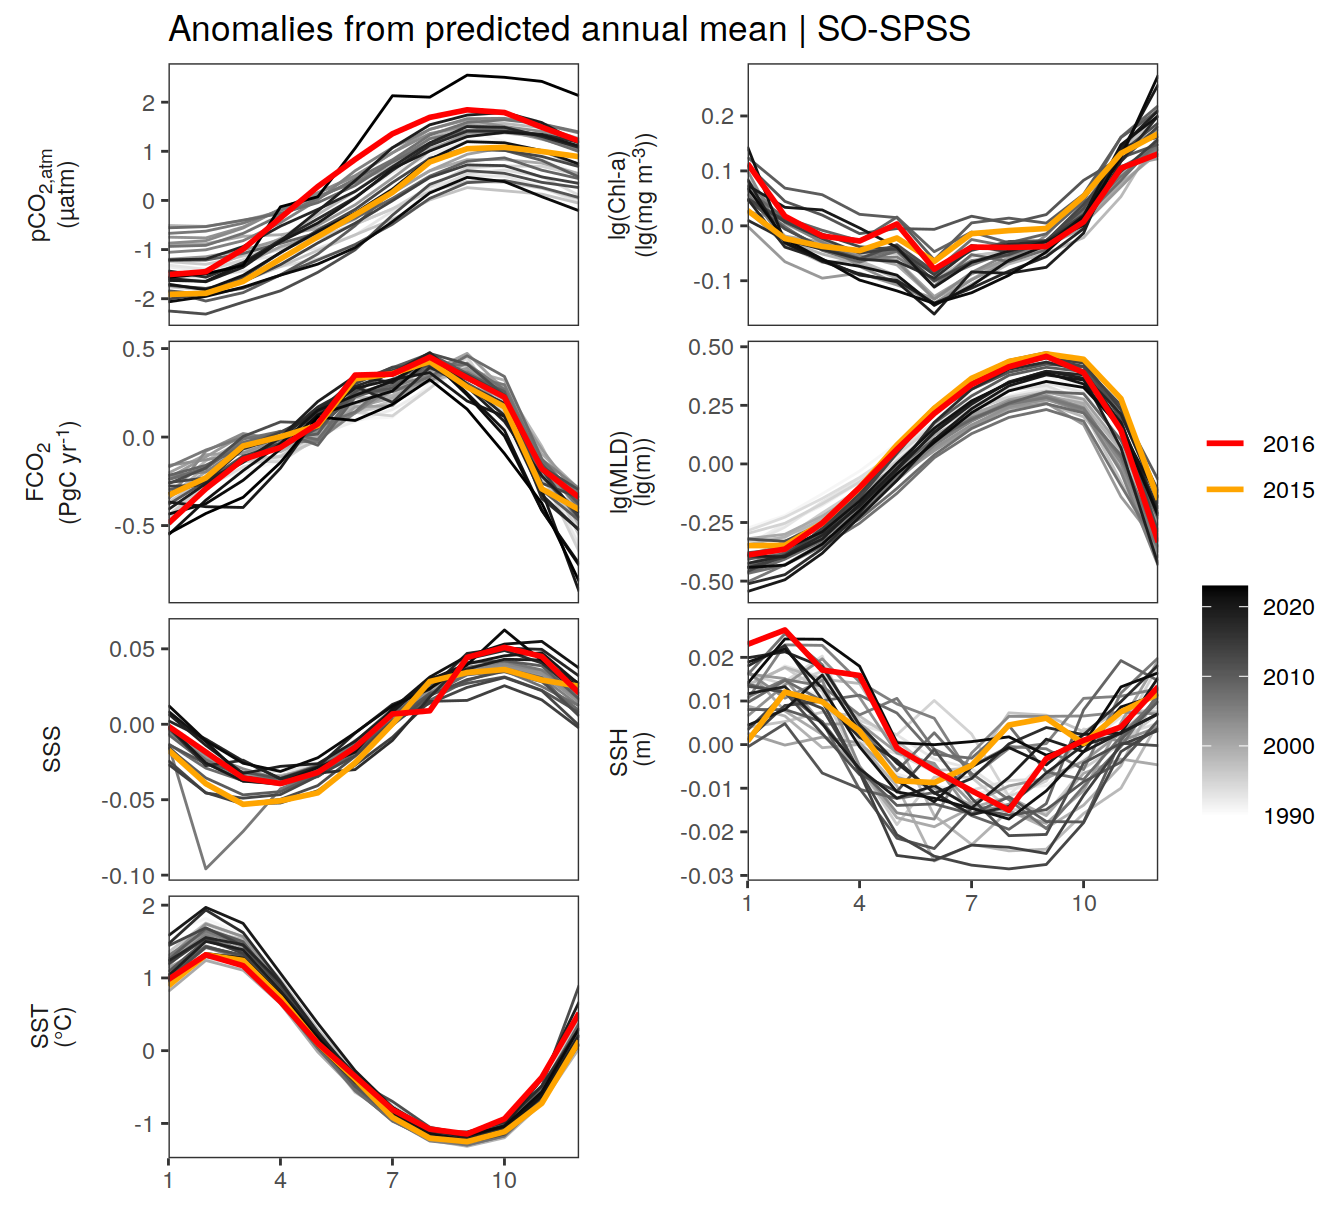 Anomalies from predicted annual mean | SO-SPSS
pCO2,atm
(µatm)
2
1
0
-1
-2
lg(Chl-a)
(lg(mg m-3))
0.2
0.1
0.0
-0.1
FCO2
(PgC yr-1)
0.5
0.0
-0.5
lg(MLD)
(lg(m))
0.50
0.25
0.00
-0.25
-0.50
SSS
0.05
0.00
-0.05
-0.10
SSH
(m)
0.02
0.01
0.00
-0.01
-0.02
-0.03
1 4 7 10
SST
(°C)
2
1
0
-1
1 4 7 10
2016
2015
2020
2010
2000
1990